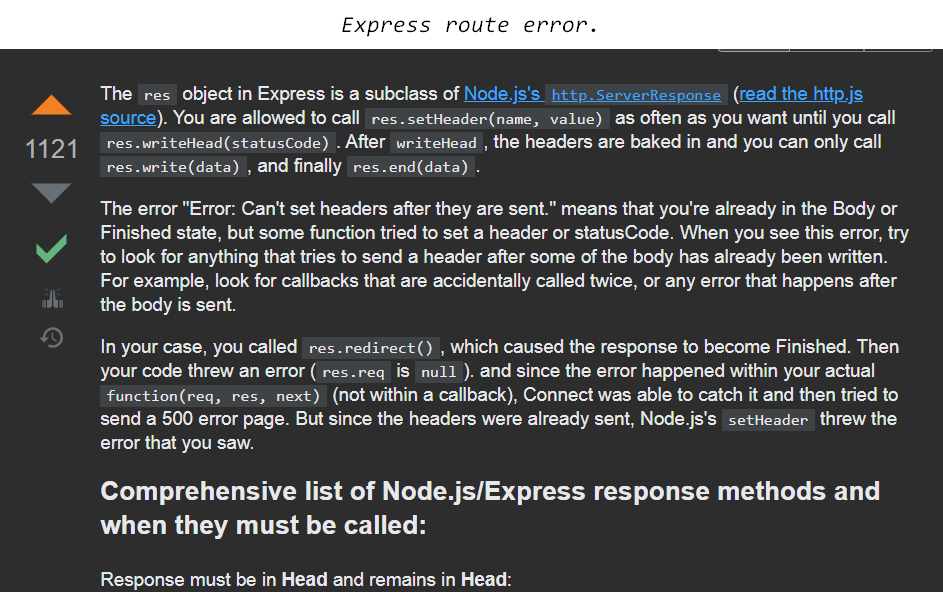 Express route error.
The res object in Express is a subclass of Node.js's http.ServerResponse (read the http.js
source). You are allowed to call res.setHeader(name, value) as often as you want until you call
res.writeHead(statusCode). After writeHead, the headers are baked in and you can only call
res.write(data), and finally res.end(data).
1121
The error "Error: Can't set headers after they are sent." means that you're already in the Body or
Finished state, but some function tried to set a header or statusCode. When you see this error, try
to look for anything that tries to send a header after some of the body has already been written.
For example, look for callbacks that are accidentally called twice, or any error that happens after
the body is sent.
In your case, you called res.redirect(), which caused the response to become Finished. Then
your code threw an error (res.req is null). and since the error happened within your actual
function(req, res, next) (not within a callback), Connect was able to catch it and then tried to
send a 500 error page. But since the headers were already sent, Node.js's setHeader threw the
error that you saw.
Comprehensive list of Node.js/Express response methods and
when they must be called:
Response must be in Head and remains in Head: